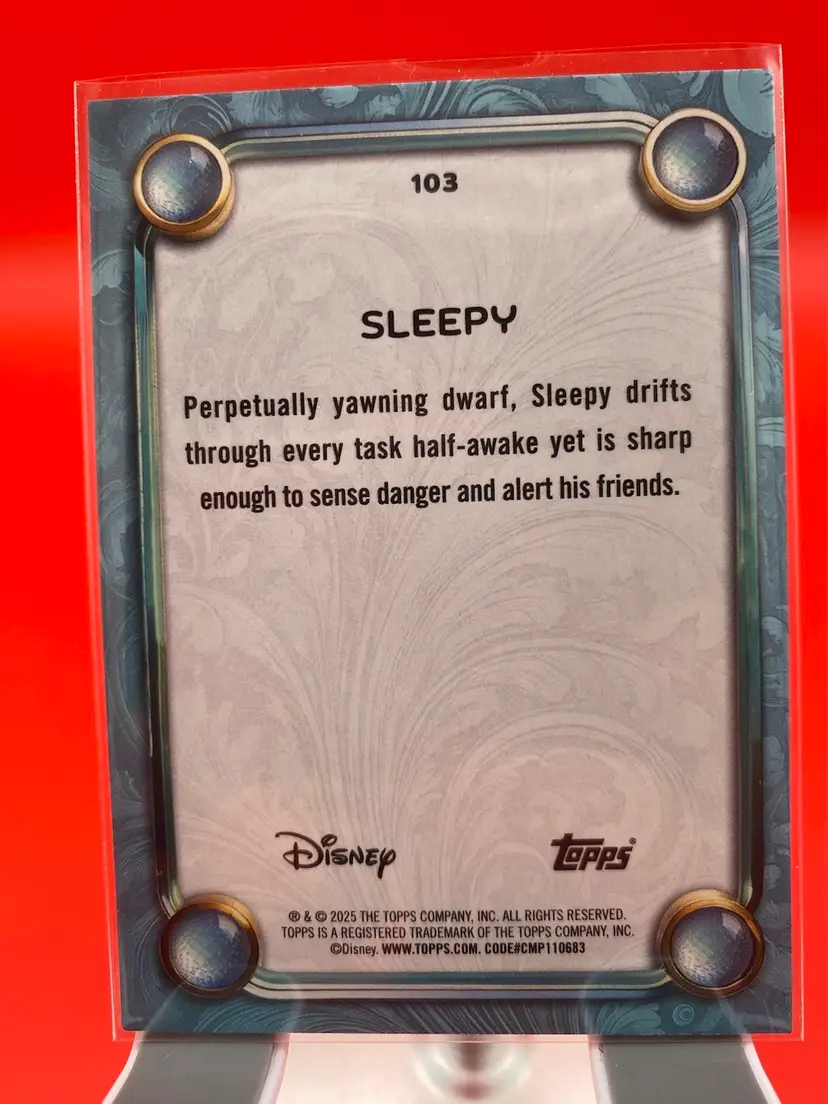 103
SLEEPY
Perpetually yawning dwarf, Sleepy drifts
through every task half-awake yet is sharp
enough to sense danger and alert his friends.
Disney
topps®
® & © 2025 THE TOPPS COMPANY, INC. ALL RIGHTS RESERVED.
TOPPS IS A REGISTERED TRADEMARK OF THE TOPPS COMPANY, INC.
©Disney. WWW.TOPPS.COM. CODE#CMP110683
©